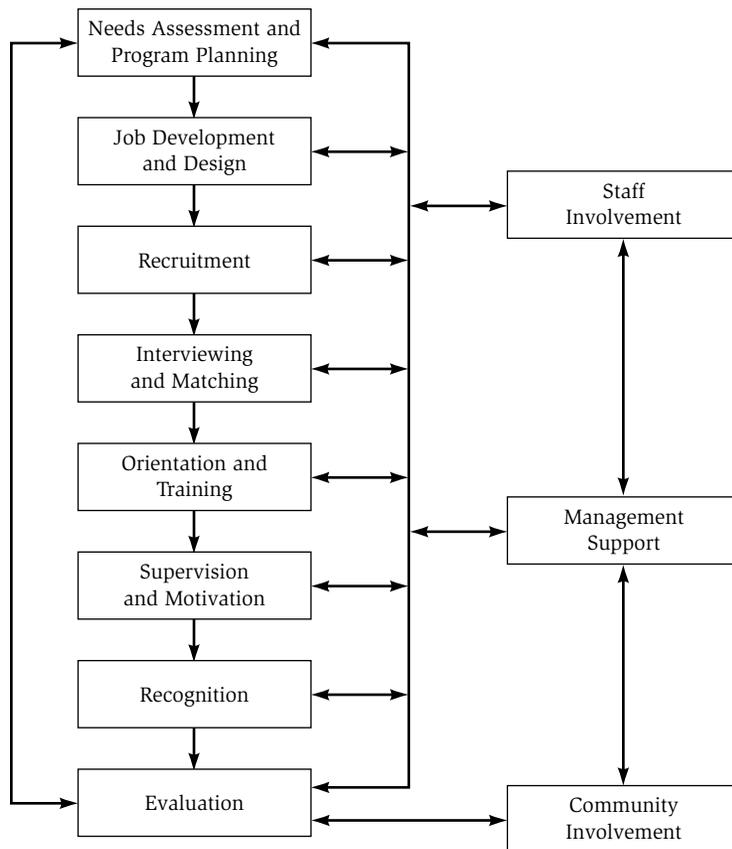 Needs Assessment and
Program Planning
Job Development
and Design
Recruitment
Interviewing
and Matching
Orientation and
Training
Supervision
and Motivation
Recognition
Evaluation
Staff
Involvement
Management
Support
Community
Involvement